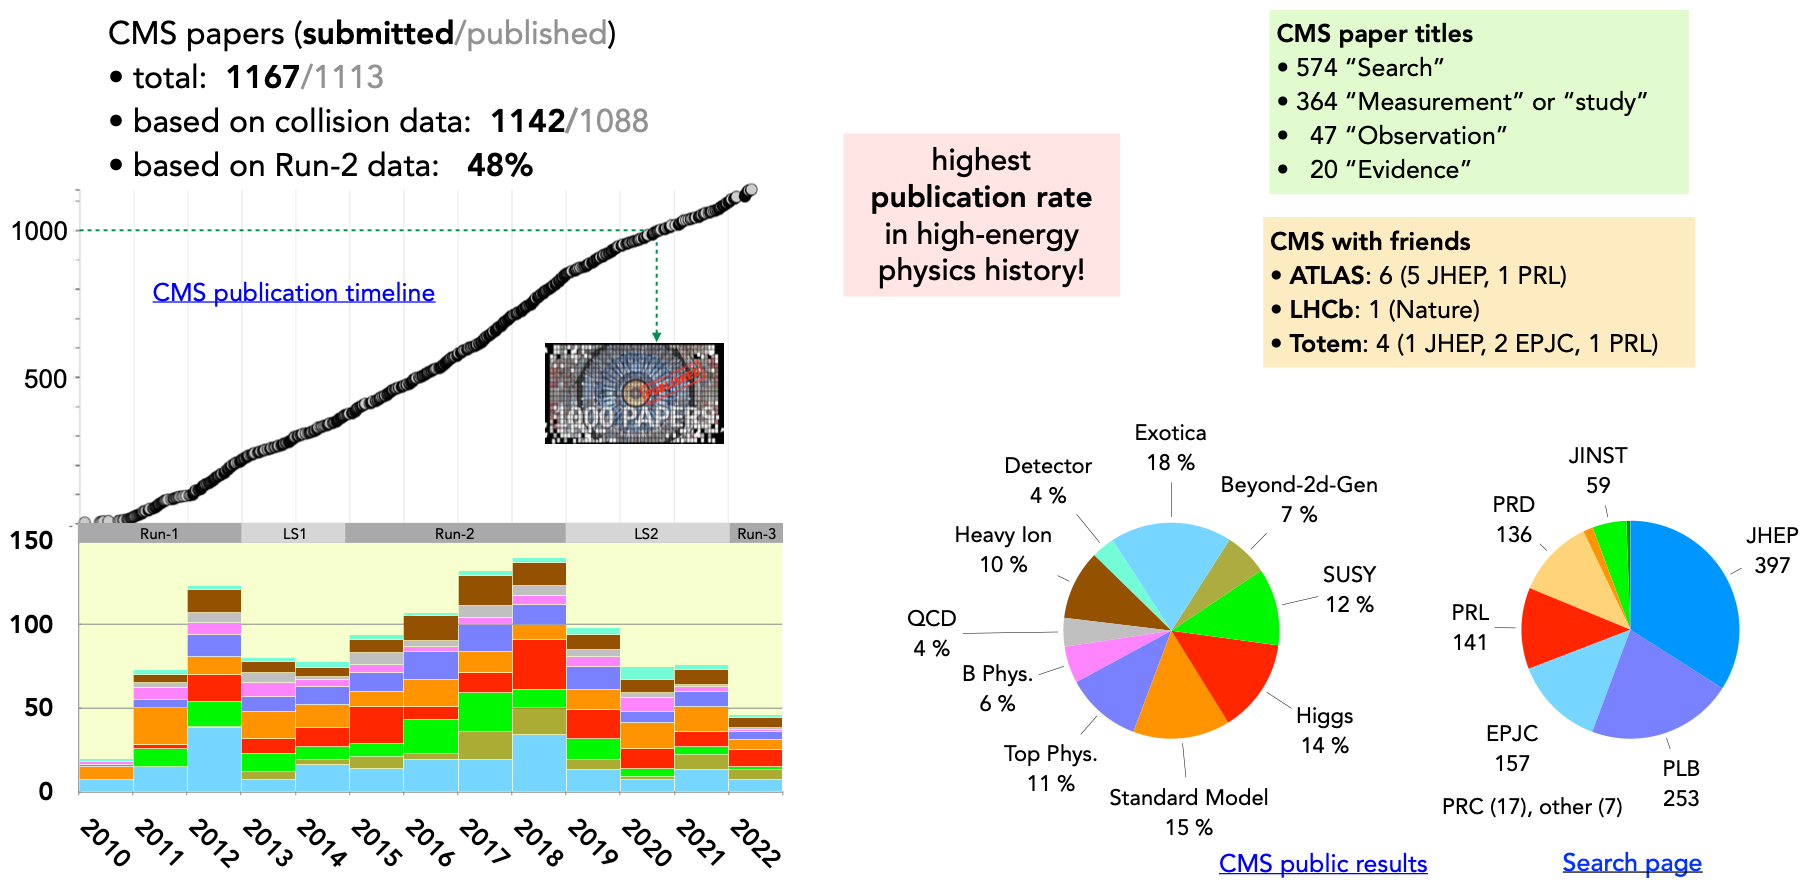 CMS papers (submitted/published)
• total: 1167/1113
• based on collision data: 1142/1088
• based on Run-2 data: 48%
1000
CMS publication timeline
500
PUBLISHED
1000 PAPERS
150
Run-1
LS1
Run-2
LS2
Run-3
100
50
0
2010
2011
2012
2013
2014
2015
2016
2017
2018
2019
2020
2021
2022
highest
publication rate
in high-energy
physics history!
CMS paper titles
• 574 “Search”
• 364 “Measurement” or “study”
• 47 “Observation”
• 20 “Evidence”
CMS with friends
• ATLAS: 6 (5 JHEP, 1 PRL)
• LHCb: 1 (Nature)
• Totem: 4 (1 JHEP, 2 EPJC, 1 PRL)
Exotica
18 %
Beyond-2d-Gen
7 %
SUSY
12 %
Higgs
14 %
Standard Model
15 %
Top Phys.
11 %
B Phys.
6 %
QCD
4 %
Heavy Ion
10 %
Detector
4 %
JINST
59
JHEP
397
PLB
253
EPJC
157
PRL
141
PRD
136
PRC (17), other (7)
CMS public results
Search page